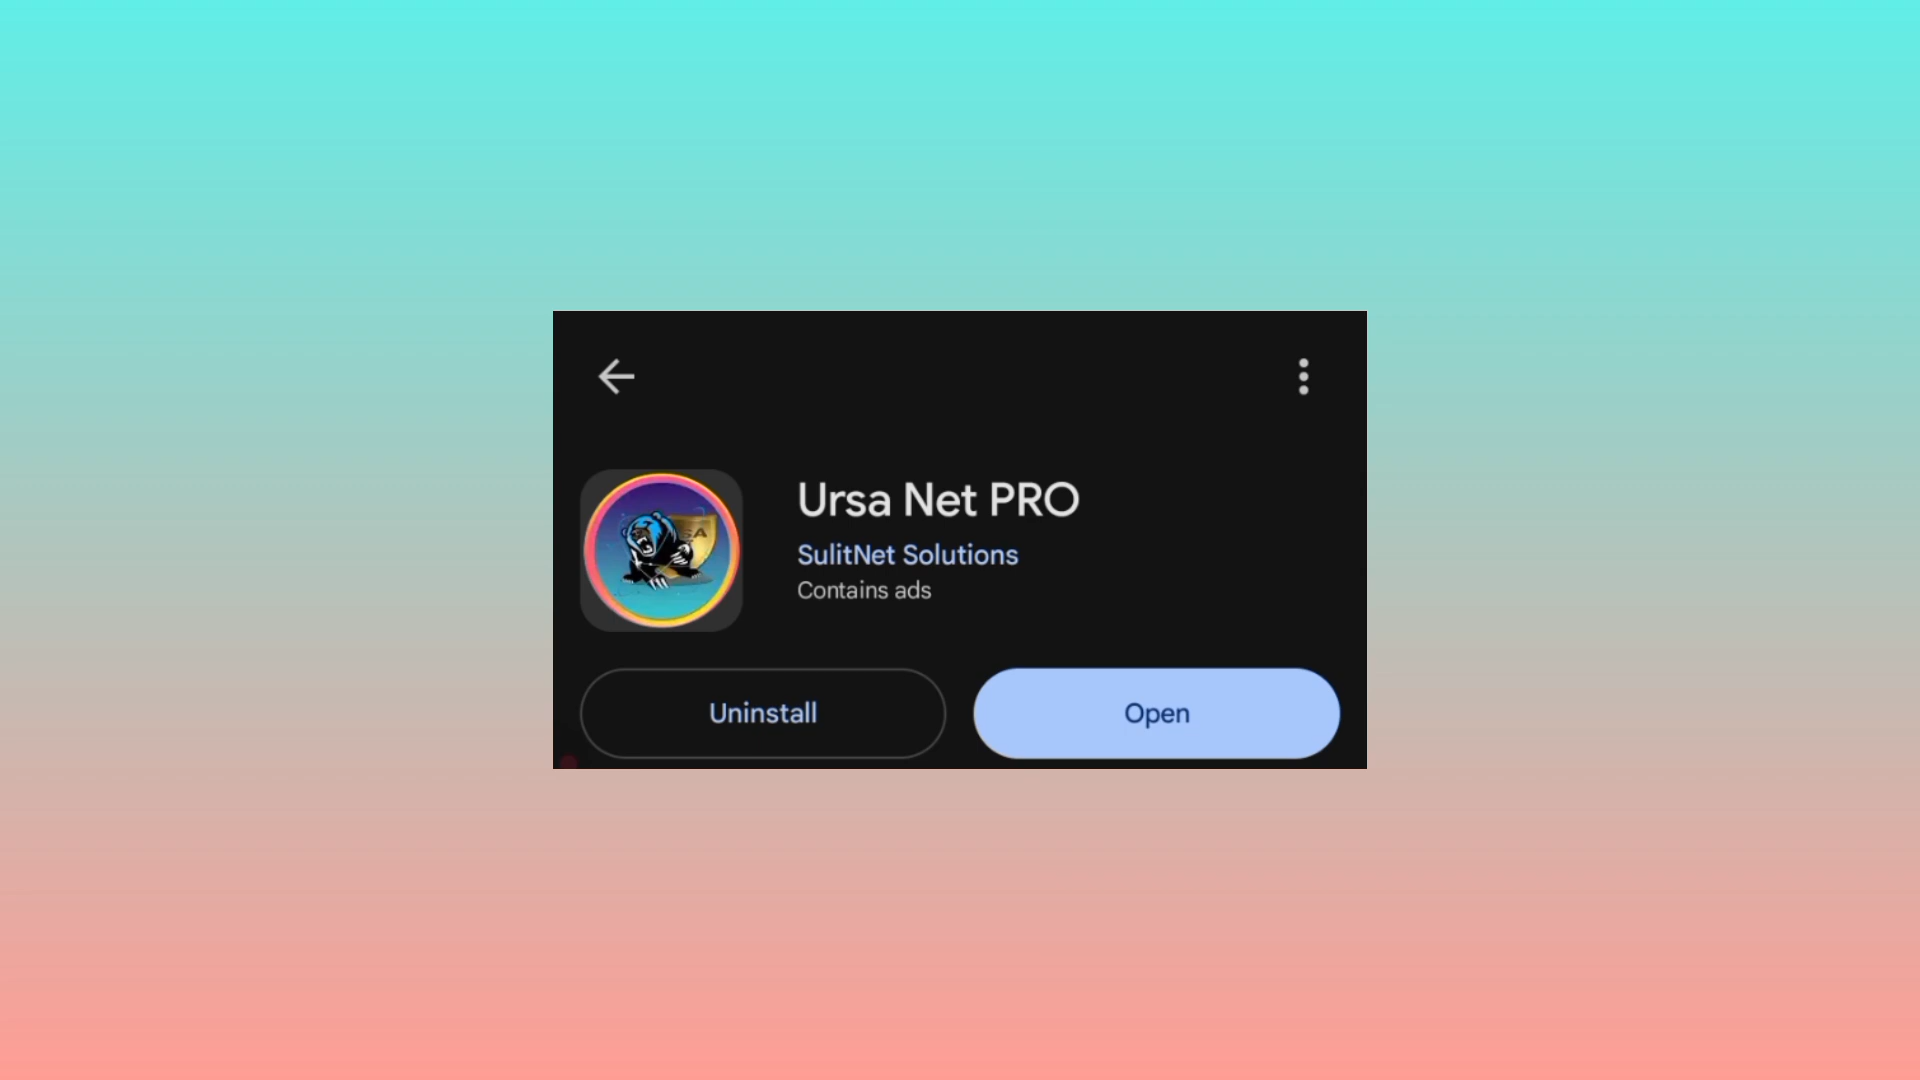 Ursa Net PRO
SulitNet Solutions
Contains ads
Uninstall
Open